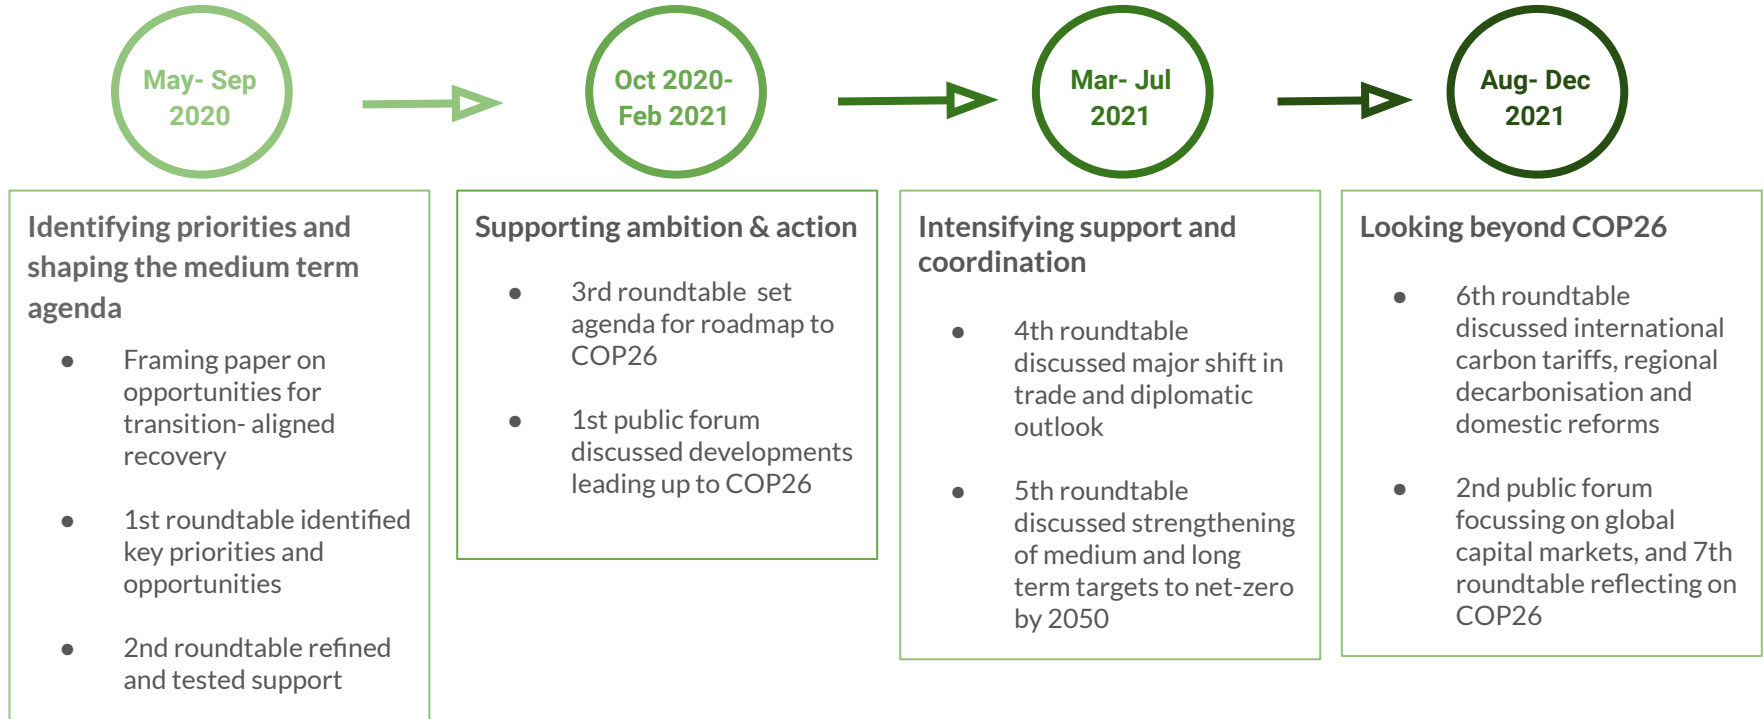 May- Sep
2020
Oct 2020-
Feb 2021
Mar- Jul
2021
Aug- Dec
2021
Identifying priorities and
shaping the medium term
agenda
● Framing paper on
opportunities for
transition- aligned
recovery
● 1st roundtable identified
key priorities and
opportunities
● 2nd roundtable refined
and tested support
Supporting ambition & action
● 3rd roundtable  set
agenda for roadmap to
COP26
● 1st public forum
discussed developments
leading up to COP26
Intensifying support and
coordination
● 4th roundtable
discussed major shift in
trade and diplomatic
outlook
● 5th roundtable
discussed strengthening
of medium and long
term targets to net-zero
by 2050
Looking beyond COP26
● 6th roundtable
discussed international
carbon tariffs, regional
decarbonisation and
domestic reforms
● 2nd public forum
focussing on global
capital markets, and 7th
roundtable reflecting on
COP26